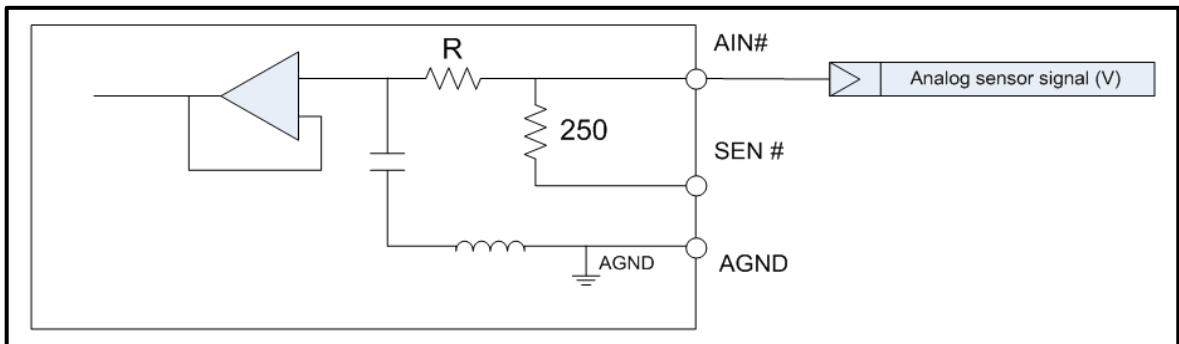 R
AIN#
Analog sensor signal (V)
250
SEN #
AGND
AGND